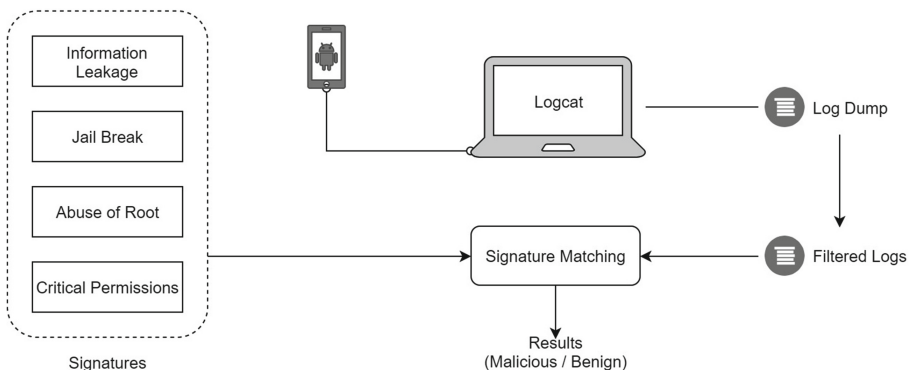 Information
Leakage
Jail Break
Abuse of Root
Critical Permissions
Signatures
Logcat
Log Dump
Filtered Logs
Signature Matching
Results
(Malicious / Benign)